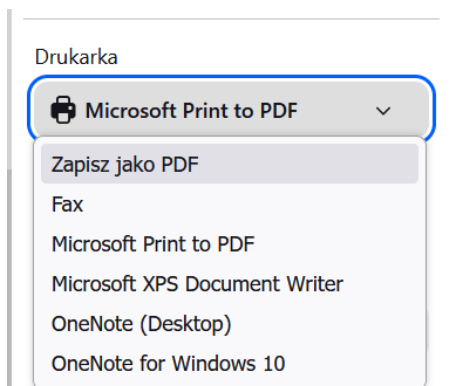 Drukarka
Microsoft Print to PDF
Zapisz jako PDF
Fax
Microsoft Print to PDF
Microsoft XPS Document Writer
OneNote (Desktop)
OneNote for Windows 10